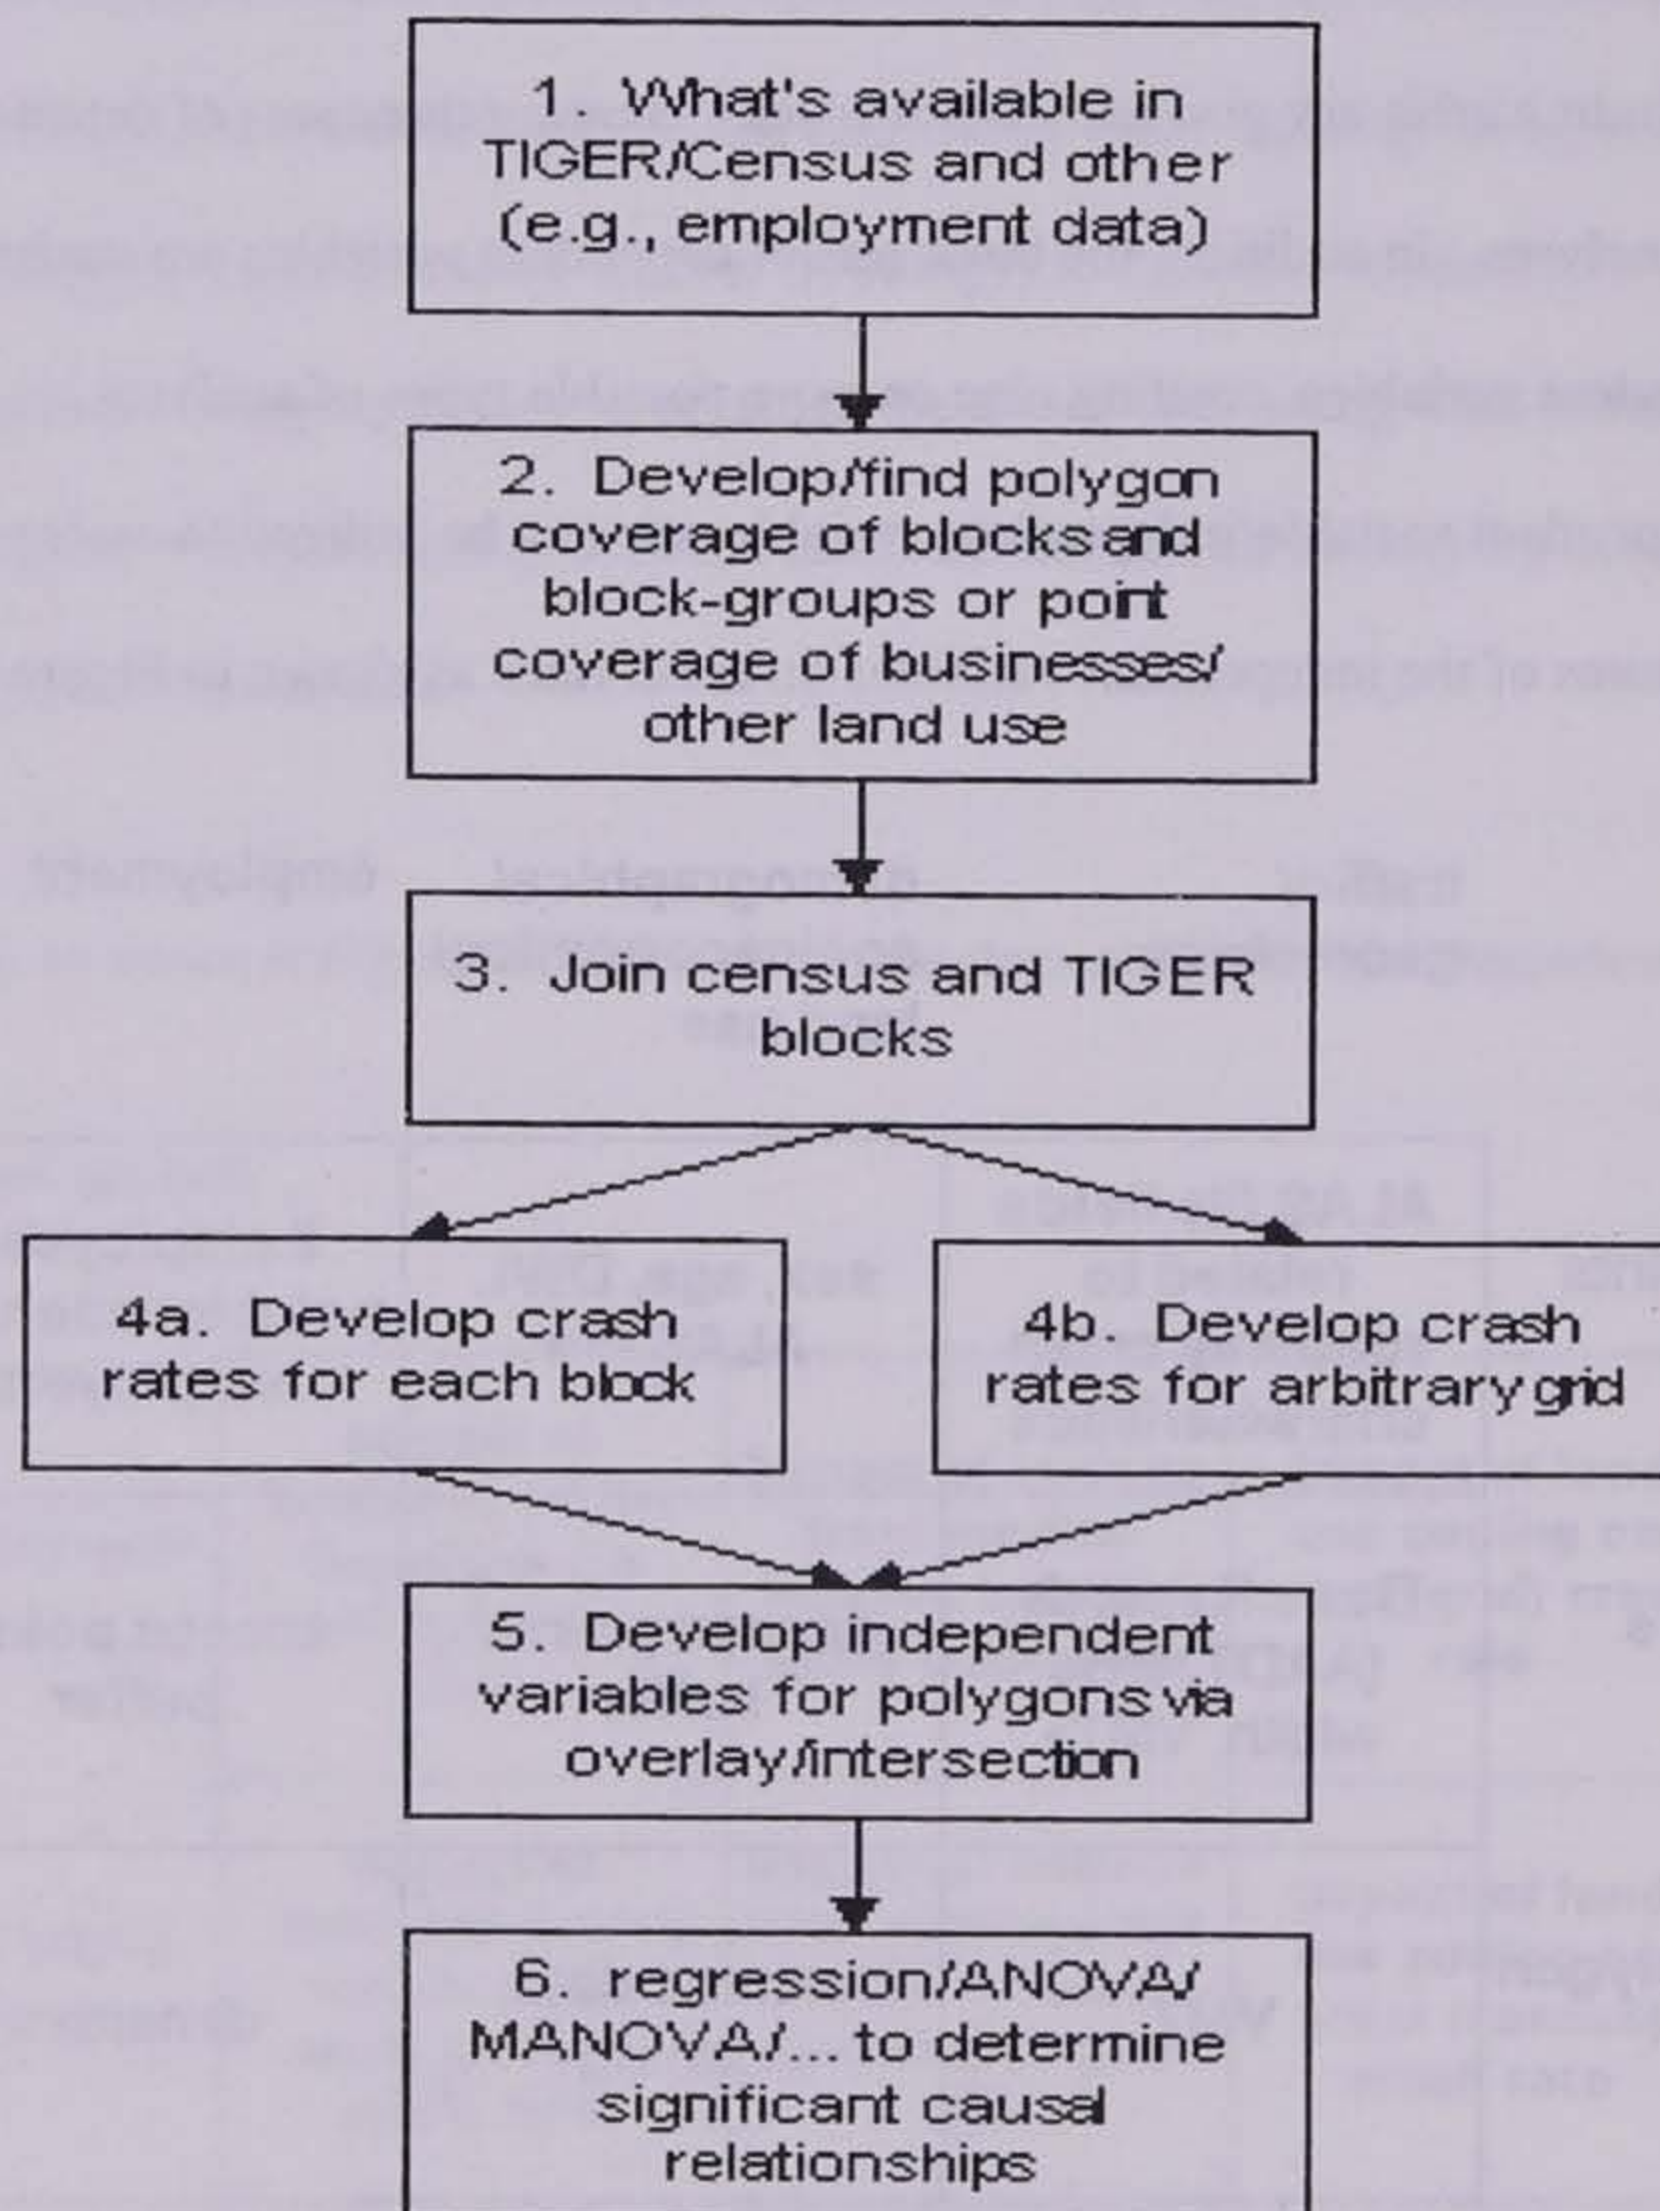 1. What's available in
TIGER/Census and other
(e.g., employment data)
2. Develop/find polygon
coverage of blocks and
block-groups or point
coverage of businesses/
other land use
3. Join census and TIGER
blocks
4a. Develop crash
rates for each block
4b. Develop crash
rates for arbitrary grid
5. Develop independent
variables for polygons via
overlay/intersection
6. regression/ANOVA/
MANOVA/... to determine
significant causal
relationships